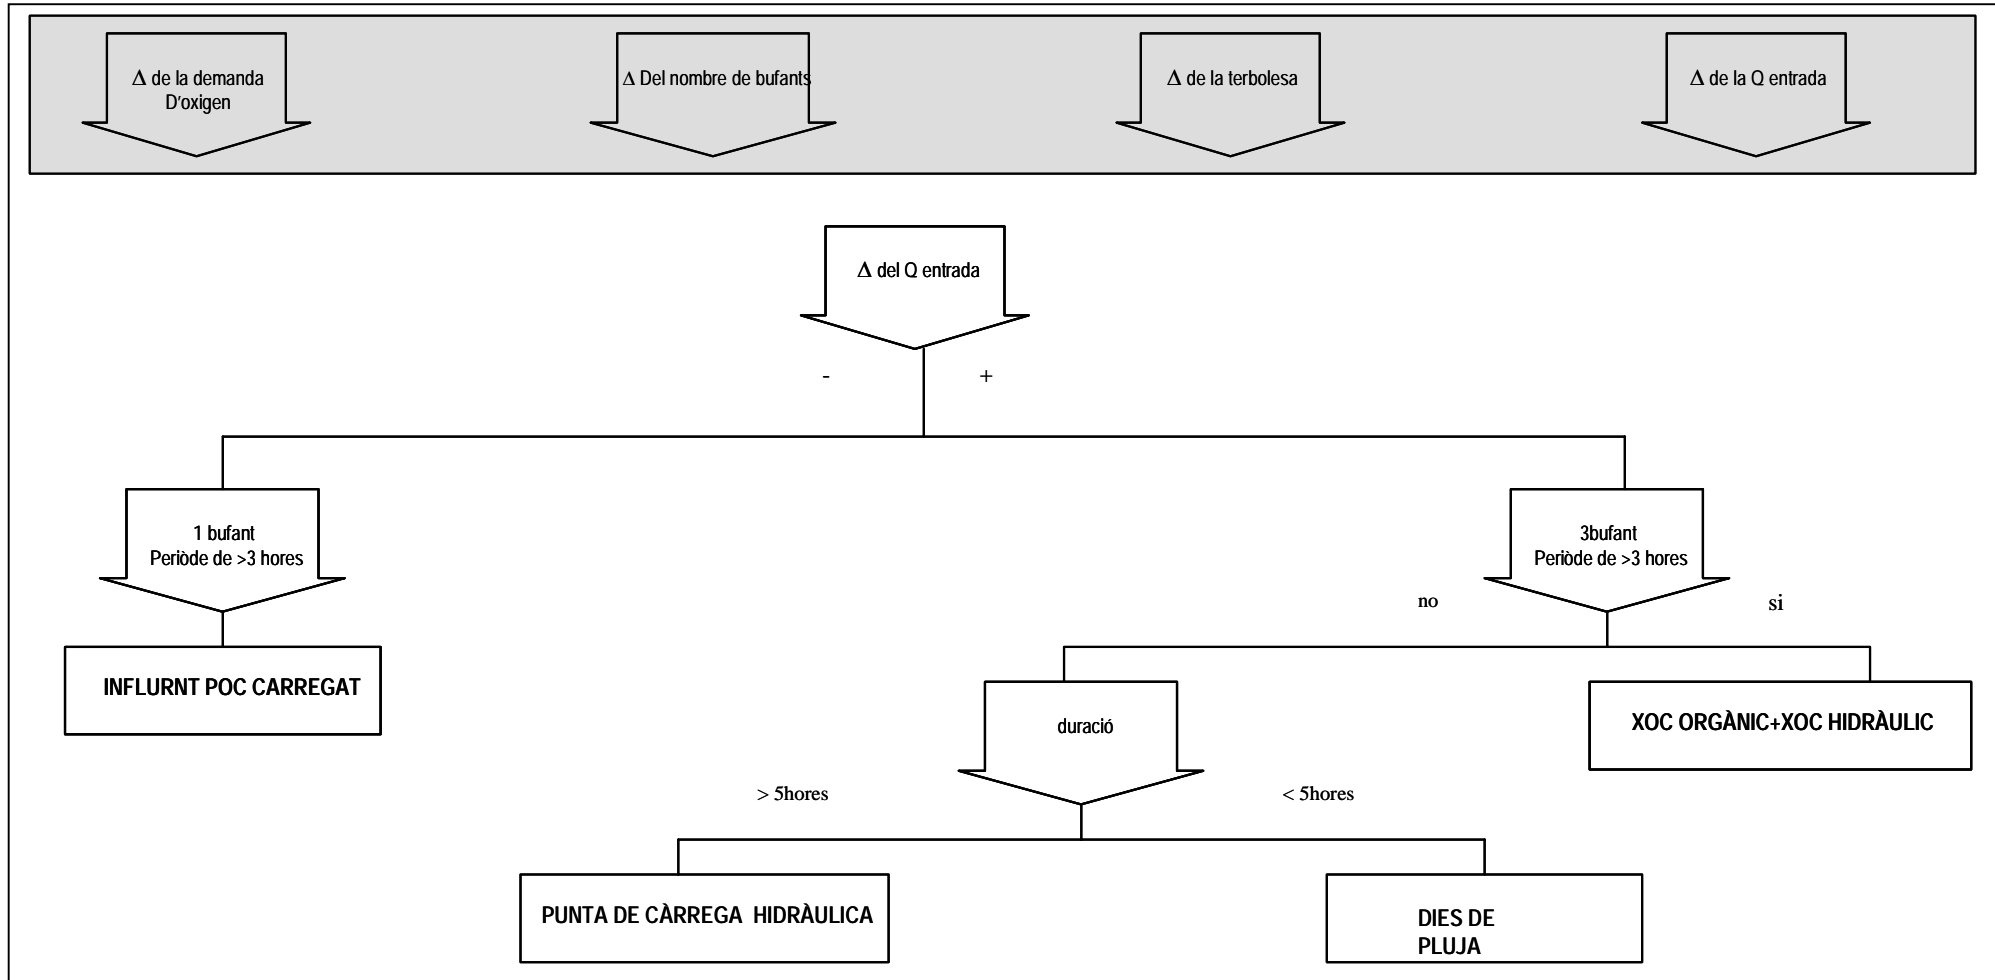 Δ de la demanda
D'oxigen
Δ Del nombre de bufants
Δ de la terbolesa
Δ de la Q entrada
Δ del Q entrada
-
+
1 bufant
Periòde de >3 hores
3bufant
Periòde de >3 hores
no
si
INFLURNT POC CARREGAT
duració
XOC ORGÀNIC+XOC HIDRÀULIC
> 5hores
< 5hores
PUNTA DE CÀRREGA HIDRÀULICA
DIES DE
PLUJA